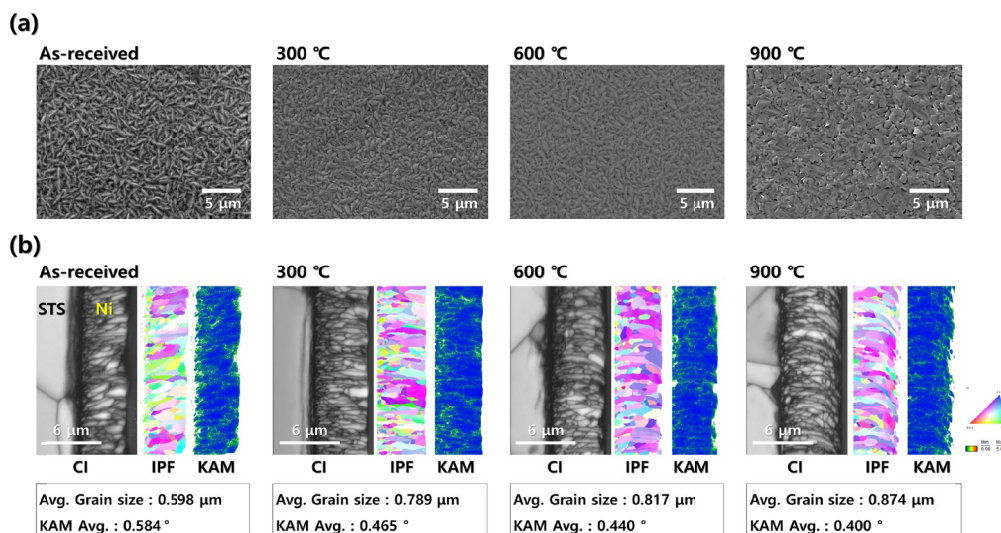 (a)
As-received
300 ℃
600 ℃
900 ℃
5 μm
5 μm
5 μm
5 μm
(b)
As-received
300 ℃
600 ℃
900 ℃
STS
Ni
6 μm
6 μm
6 μm
6 μm
CI
IPF
KAM
CI
IPF
KAM
CI
IPF
KAM
CI
IPF
KAM
Avg. Grain size : 0.598 μm
KAM Avg. : 0.584 °
Avg. Grain size : 0.789 μm
KAM Avg. : 0.465 °
Avg. Grain size : 0.817 μm
KAM Avg. : 0.440 °
Avg. Grain size : 0.874 μm
KAM Avg. : 0.400 °